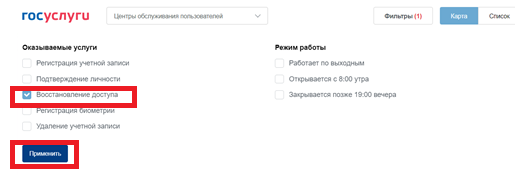 госуслуги
Центры обслуживания пользователей
Фильтры (1)
Карта
Список
Оказываемые услуги
Регистрация учетной записи
Подтверждение личности
Восстановление доступа
Регистрация биометрии
Удаление учетной записи
Режим работы
Работает по выходным
Открывается с 8:00 утра
Закрывается позже 19:00 вечера
Применить